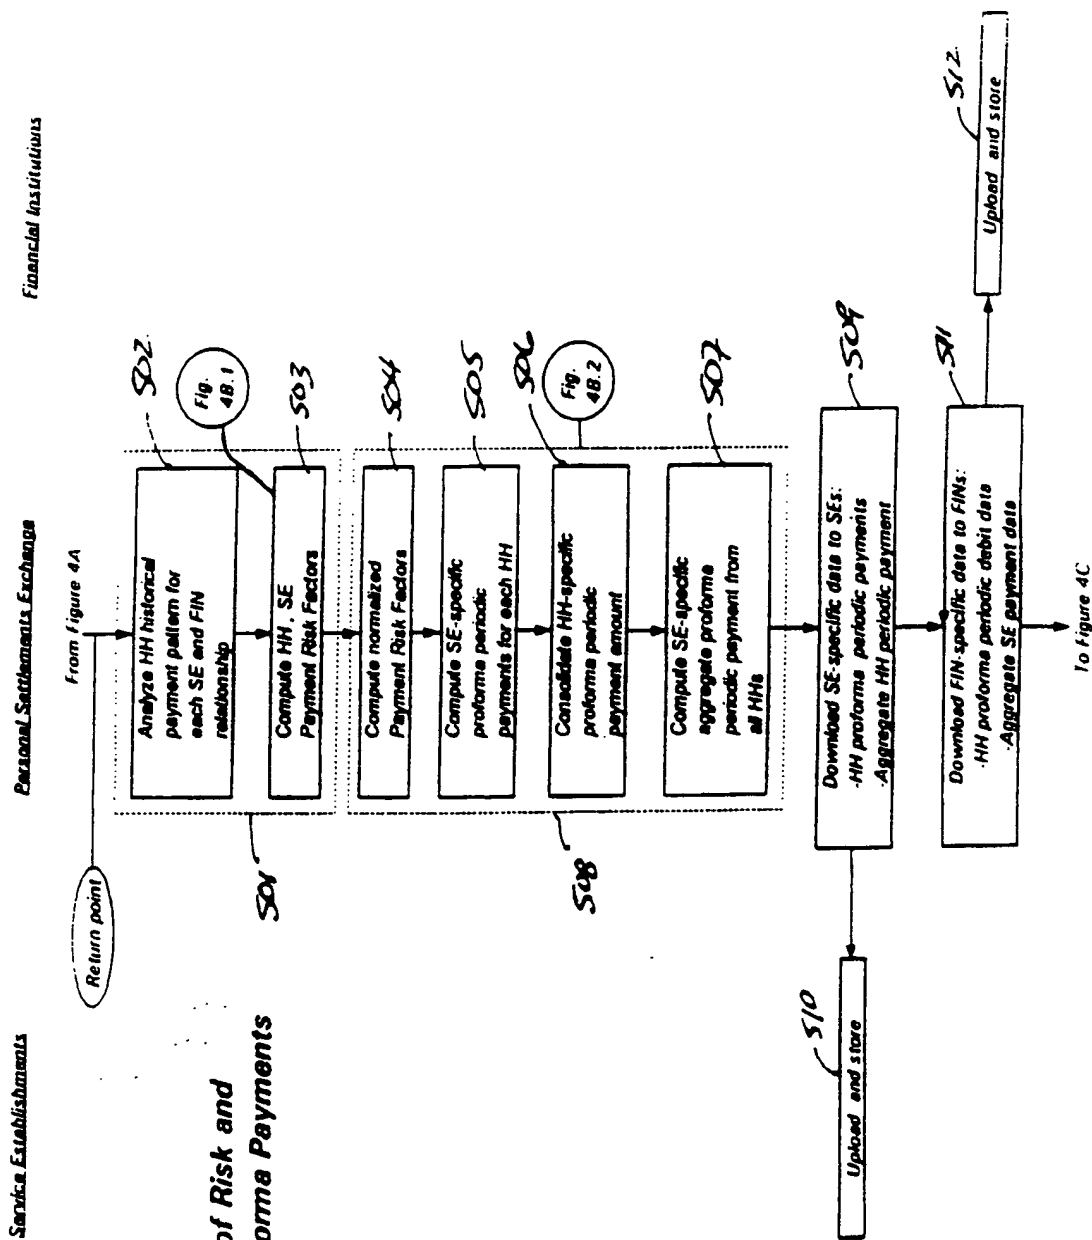 Service Establishments
Personal Settlements Exchange
Financial Institutions
of Risk and
orma Payments
Return point
From Figure 4A
Analyze HH historical
payment pattern for
each SE and FIN
relationship
502
Fig.
4B.1
Compute HH, SE
Payment Risk Factors
503
501
Compute normalized
Payment Risk Factors
504
Compute SE-specific
proforma periodic
payments for each HH
505
Consolidate HH-specific
proforma periodic
payment amount
506
Fig.
4B.2
Compute SE-specific
aggregate proforma
periodic payment from
all HHs
507
508
Download SE-specific data to SEs:
-HH proforma periodic payments
-Aggregate HH periodic payment
509
Upload and store
510
Download FIN-specific data to FINs:
-HH proforma periodic debit data
-Aggregate SE payment data
511
Upload and store
512
To Figure 4C